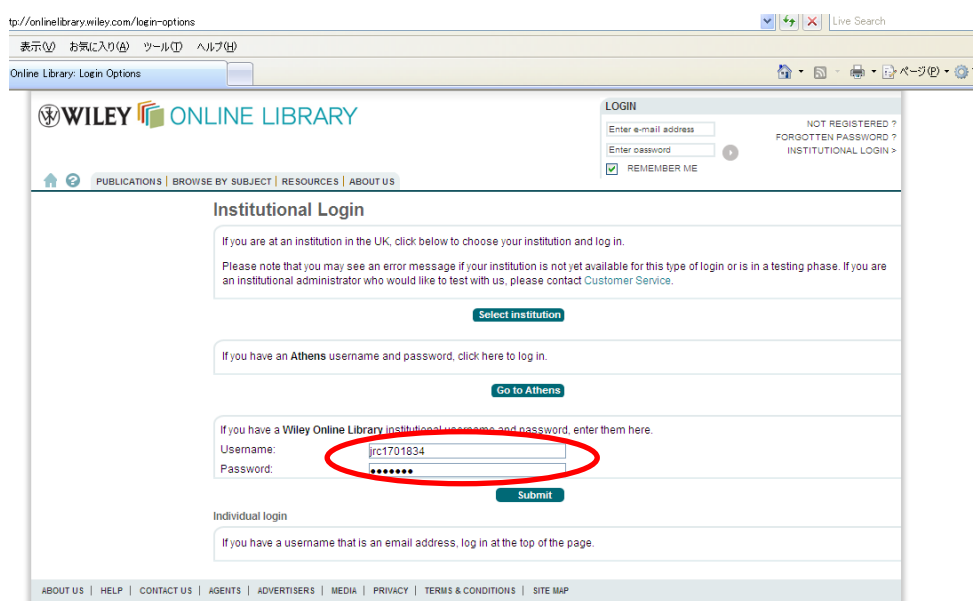 tp://onlinelibrary.wiley.com/login-options
Live Search
表示(V) お気に入り(A) ツール(T) ヘルプ(H)
Online Library: Login Options
ページ(P)
WILEY ONLINE LIBRARY
LOGIN
Enter e-mail address
NOT REGISTERED ?
FORGOTTEN PASSWORD ?
Enter password
INSTITUTIONAL LOGIN >
REMEMBER ME
PUBLICATIONS | BROWSE BY SUBJECT | RESOURCES | ABOUT US
Institutional Login
If you are at an institution in the UK, click below to choose your institution and log in.
Please note that you may see an error message if your institution is not yet available for this type of login or is in a testing phase. If you are
an institutional administrator who would like to test with us, please contact Customer Service.
Select institution
If you have an Athens username and password, click here to log in.
Go to Athens
If you have a Wiley Online Library institutional username and password, enter them here.
Username: jrc1701834
Password: •••••••
Submit
Individual login
If you have a username that is an email address, log in at the top of the page.
ABOUT US | HELP | CONTACT US | AGENTS | ADVERTISERS | MEDIA | PRIVACY | TERMS & CONDITIONS | SITE MAP